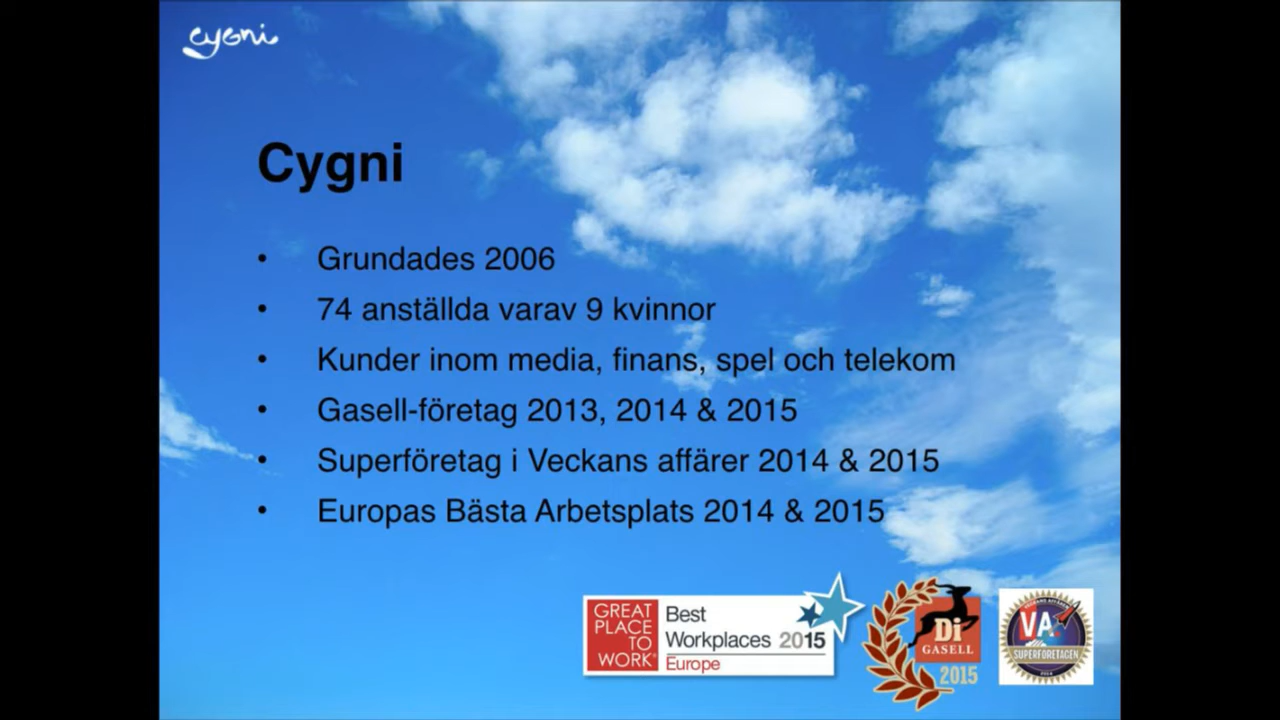 cygni
Cygni
• Grundades 2006
• 74 anställda varav 9 kvinnor
• Kunder inom media, finans, spel och telekom
• Gasell-företag 2013, 2014 & 2015
• Superföretag i Veckans affärer 2014 & 2015
• Europas Bästa Arbetsplats 2014 & 2015
GREAT
PLACE
TO
WORK®
Best
Workplaces 2015
Europe
Di
GASELL
2015
VECKANS AFFÄRER
VA
SUPERFÖRETAGEN